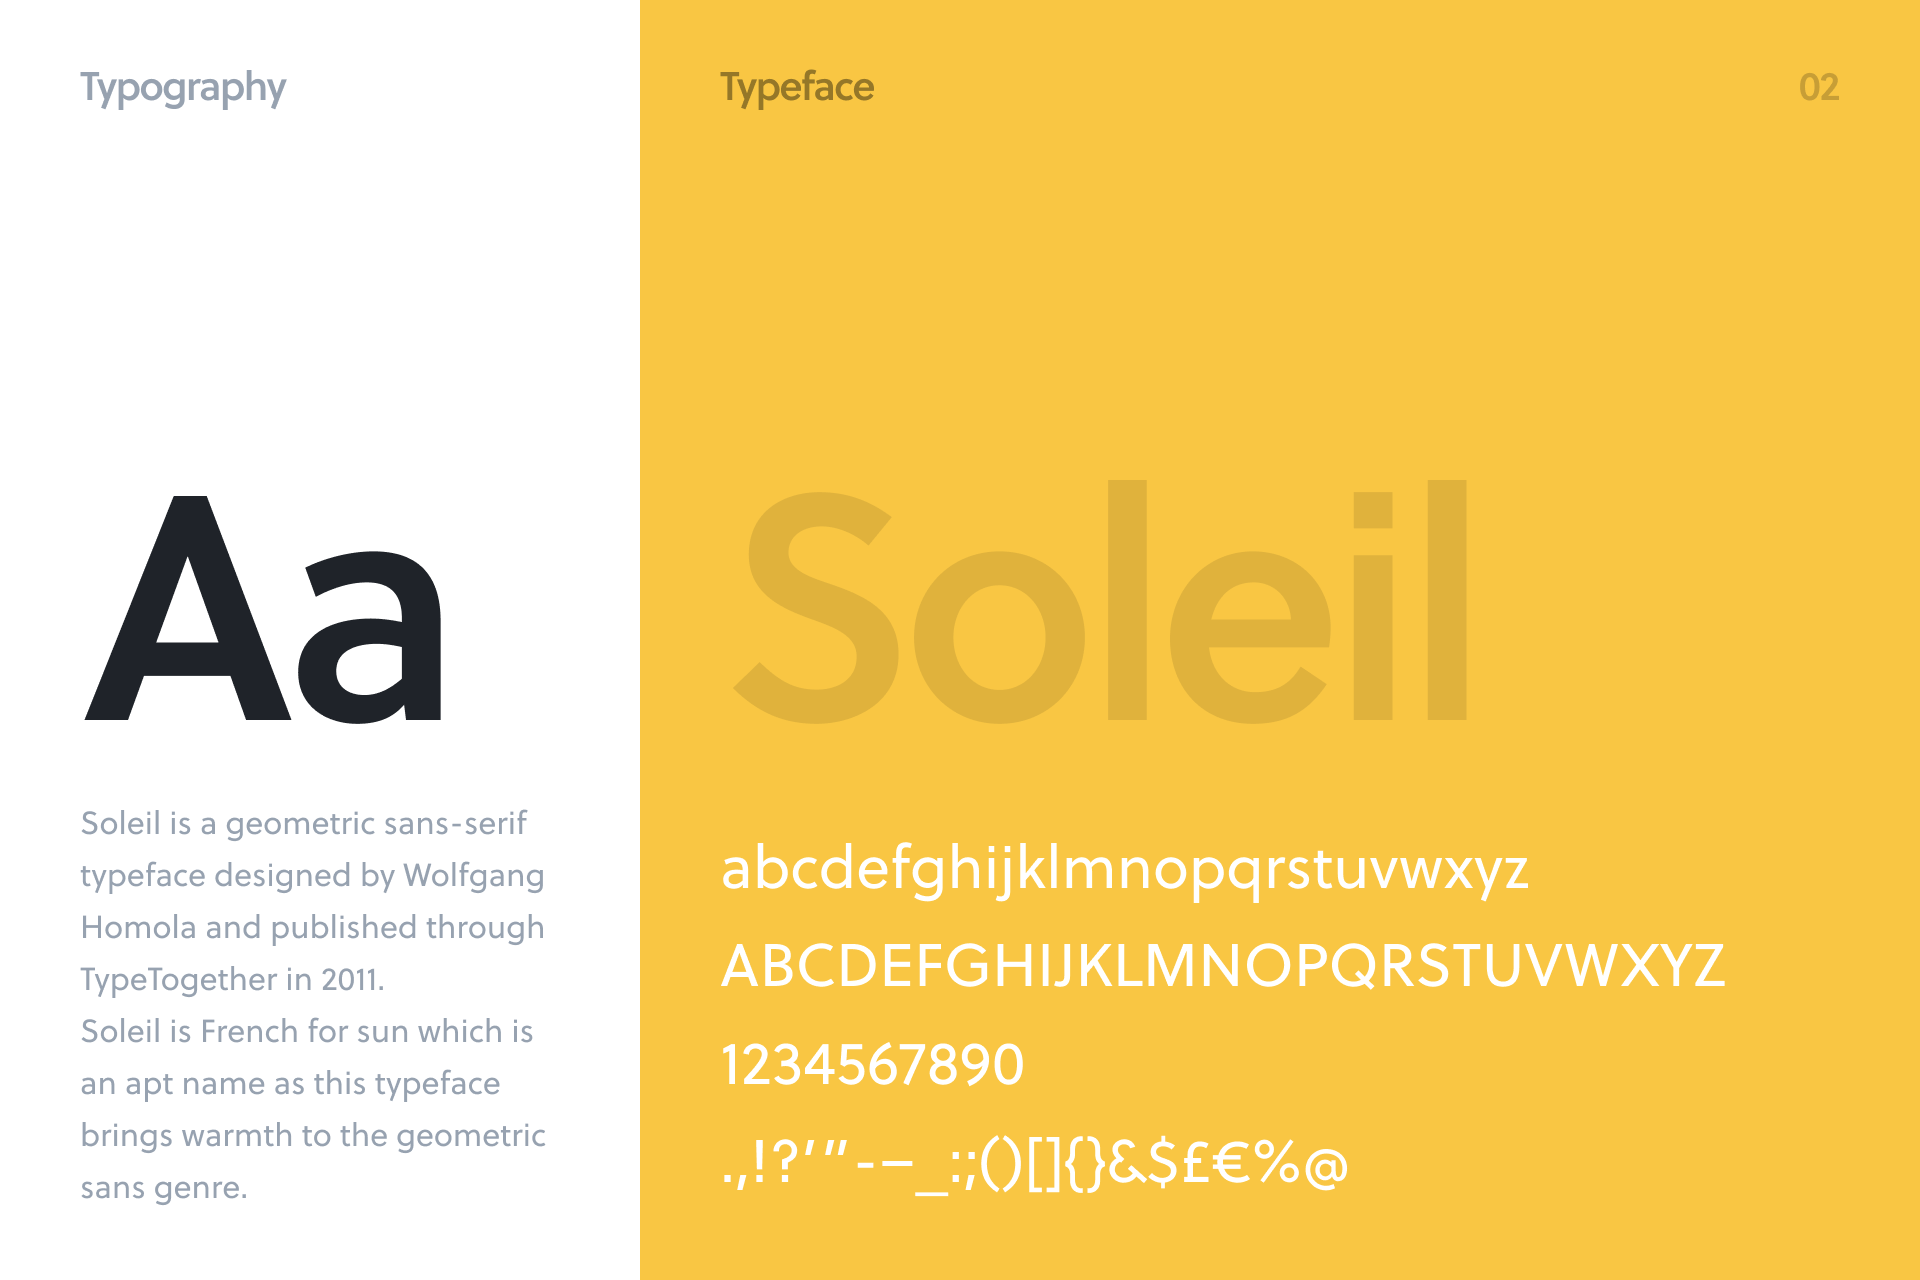 Typography
Aa
Soleil is a geometric sans-serif
typeface designed by Wolfgang
Homola and published through
TypeTogether in 2011.
Soleil is French for sun which is
an apt name as this typeface
brings warmth to the geometric
sans genre.
Typeface
02
Soleil
abcdefghijklmnopqrstuvwxyz
ABCDEFGHIJKLMNOPQRSTUVWXYZ
1234567890
.,!?′″-–_:;()[]{}&$£€%@